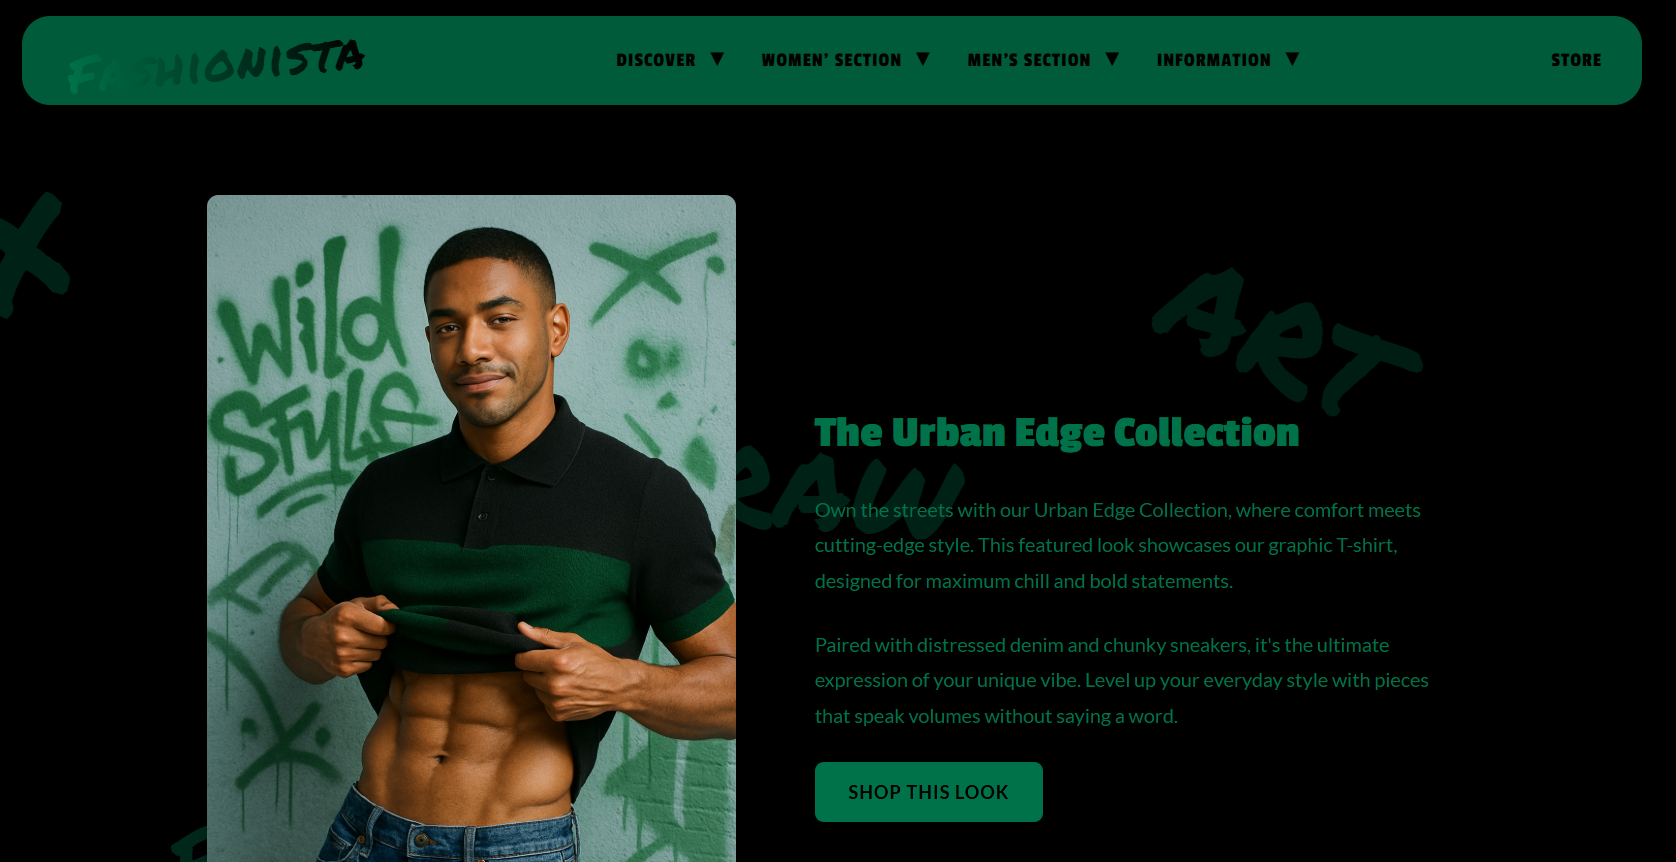 FASHIONISTA
DISCOVER ▼ WOMEN' SECTION ▼ MEN'S SECTION ▼ INFORMATION ▼ STORE
X
ART
Wild
STYLE
RAW
The Urban Edge Collection
Own the streets with our Urban Edge Collection, where comfort meets
cutting-edge style. This featured look showcases our graphic T-shirt,
designed for maximum chill and bold statements.
Paired with distressed denim and chunky sneakers, it's the ultimate
expression of your unique vibe. Level up your everyday style with pieces
that speak volumes without saying a word.
SHOP THIS LOOK